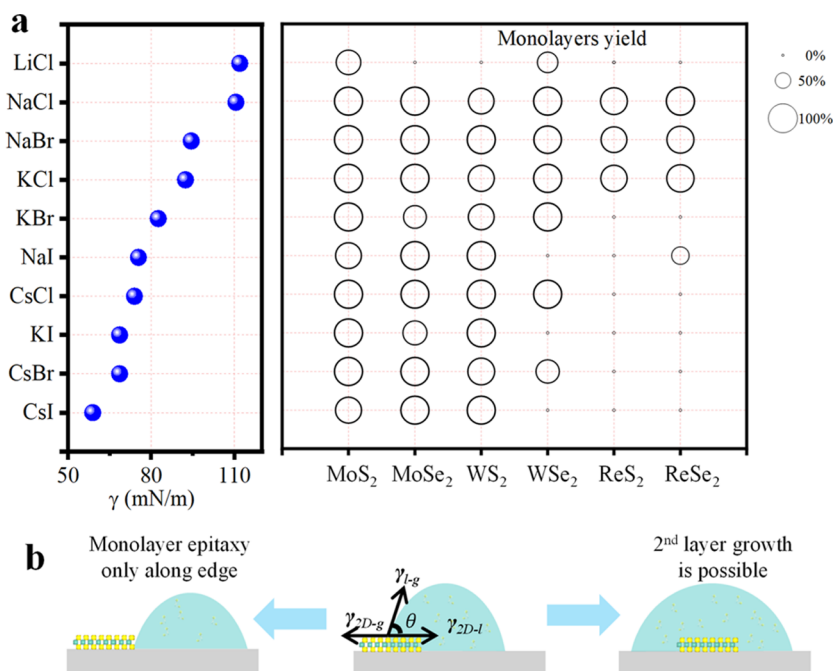 a
LiCl
NaCl
NaBr
KCl
KBr
NaI
CsCl
KI
CsBr
CsI
50 80 110
γ (mN/m)
Monolayers yield
MoS2 MoSe2 WS2 WSe2 ReS2 ReSe2
0%
50%
100%
b
Monolayer epitaxy
only along edge
γl-g
γ2D-g θ γ2D-l
2nd layer growth
is possible